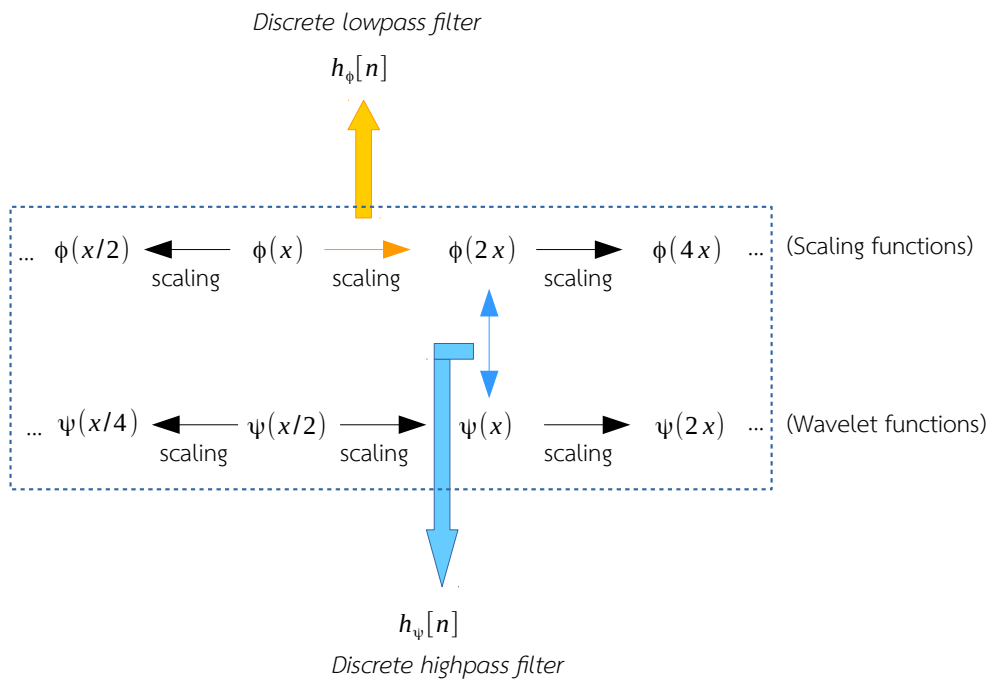 Discrete lowpass filter
hϕ[n]
... ϕ(x/2) ϕ(x) ϕ(2x) ϕ(4x) ... (Scaling functions)
scaling scaling scaling
... ψ(x/4) ψ(x/2) ψ(x) ψ(2x) ... (Wavelet functions)
scaling scaling scaling
hψ[n]
Discrete highpass filter